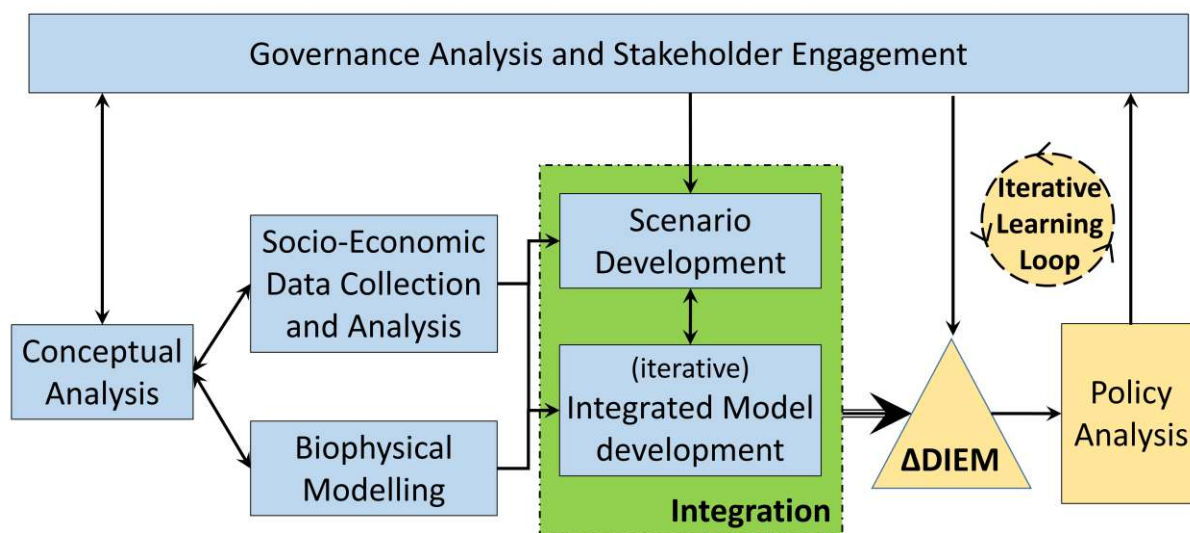 Governance Analysis and Stakeholder Engagement
Socio-Economic
Data Collection
and Analysis
Conceptual
Analysis
Biophysical
Modelling
Scenario
Development
(iterative)
Integrated Model
development
Integration
Iterative
Learning
Loop
ΔDIEM
Policy
Analysis